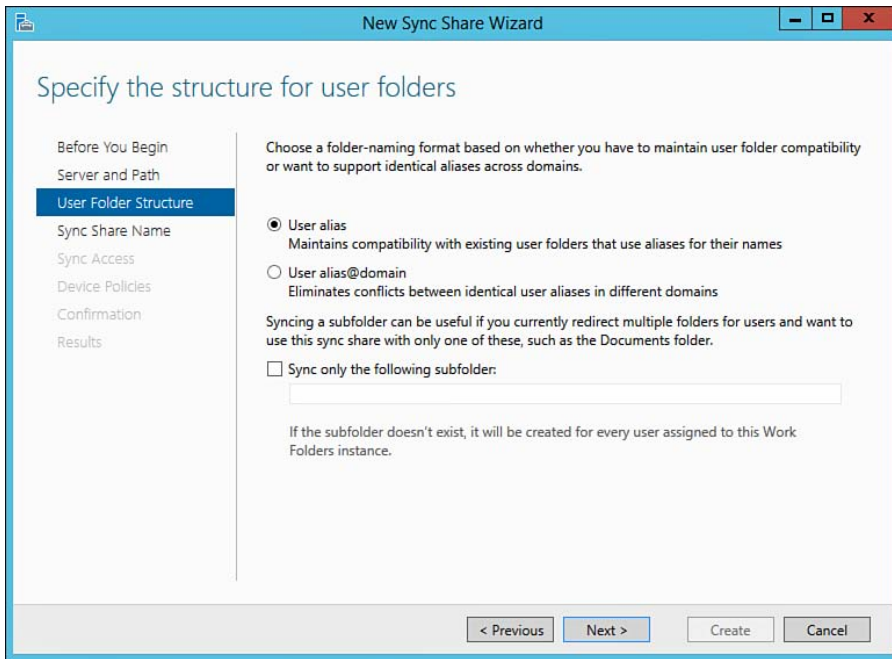 New Sync Share Wizard
Specify the structure for user folders
Before You Begin
Server and Path
User Folder Structure
Sync Share Name
Sync Access
Device Policies
Confirmation
Results
Choose a folder-naming format based on whether you have to maintain user folder compatibility
or want to support identical aliases across domains.
User alias
Maintains compatibility with existing user folders that use aliases for their names
User alias@domain
Eliminates conflicts between identical user aliases in different domains
Syncing a subfolder can be useful if you currently redirect multiple folders for users and want to
use this sync share with only one of these, such as the Documents folder.
Sync only the following subfolder:
If the subfolder doesn't exist, it will be created for every user assigned to this Work
Folders instance.
< Previous
Next >
Create
Cancel